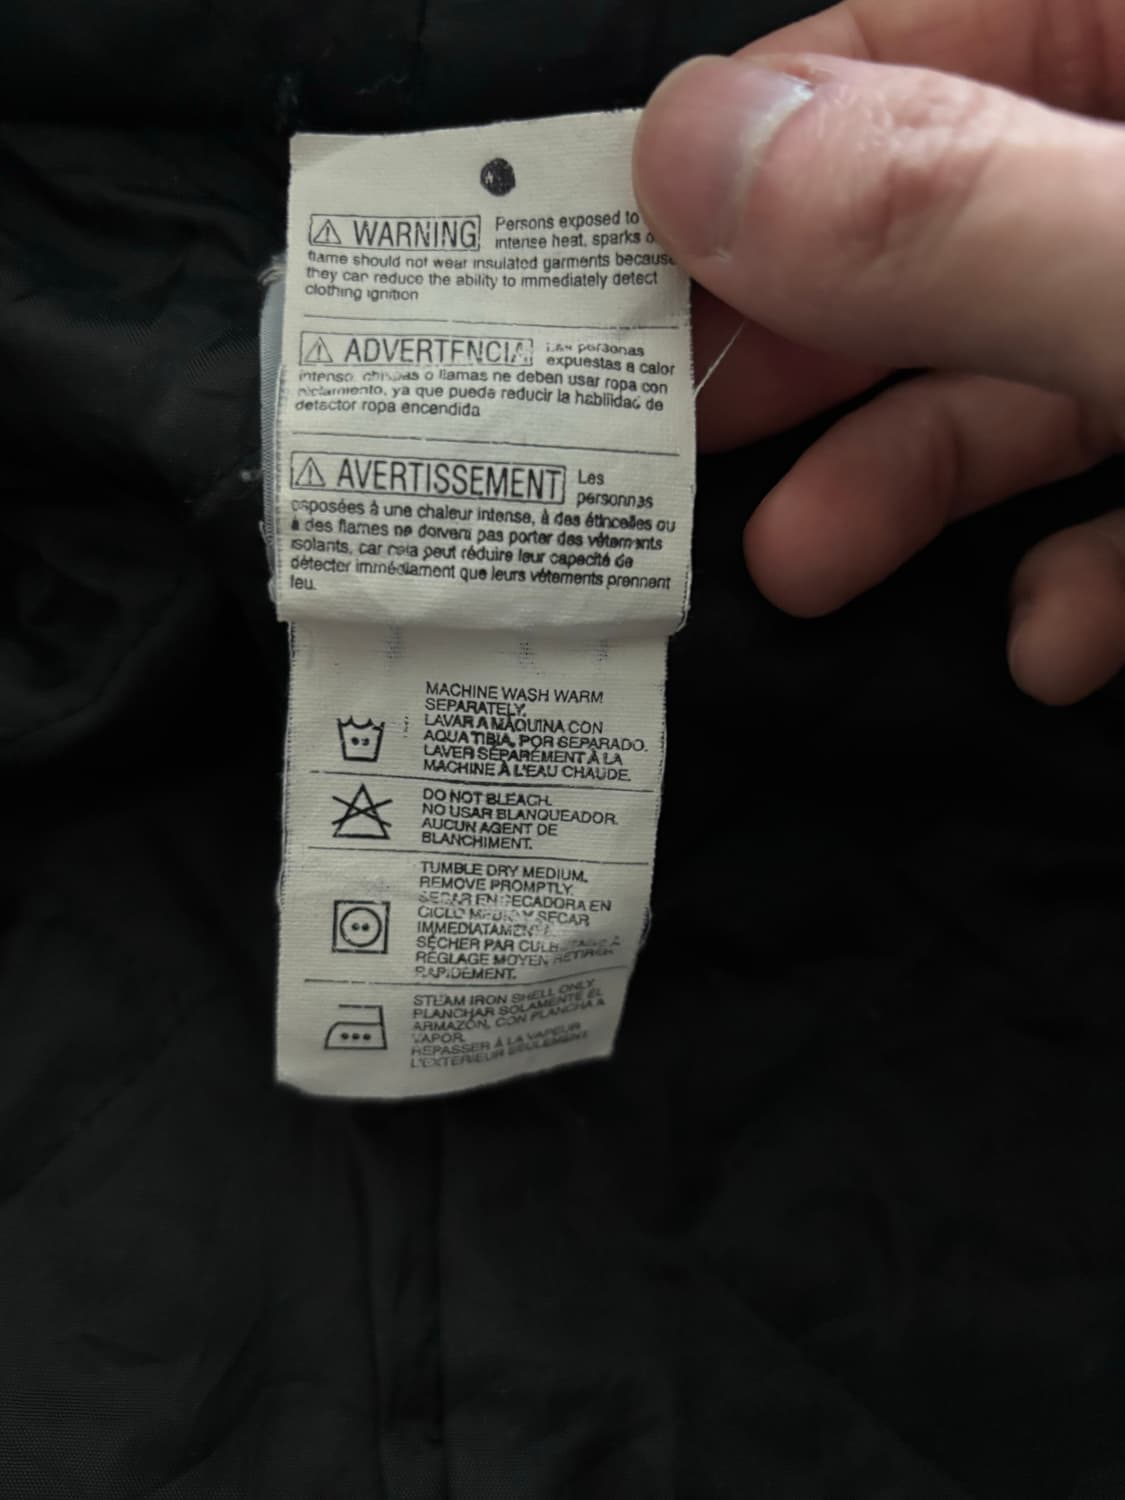 WARNING Persons exposed to
intense heat, sparks
flame should not wear insulated garments because
they can reduce the ability to immediately detect
clothing ignition
ADVERTENCIA personas
expuestas a calor
intenso, chispas o llamas ne deben usar ropa con
ya que puede reducir la habilidad de
detector ropa encendida
AVERTISSEMENT Les
personnes
exposées à une chaleur intense, à des étincelles ou
à des flames ne doivent pas porter des vêtements
isolants, car cela peut réduire leur capacité de
détecter immédiament que leurs vêtements prennent
feu.
MACHINE WASH WARM
SEPARATELY.
LAVAR A MÁQUINA CON
AQUA TIBIA, POR SEPARADO.
LAVER SÉPARÉMENT À LA
MACHINE À L'EAU CHAUDE.
DO NOT BLEACH.
NO USAR BLANQUEADOR.
AUCUN AGENT DE
BLANCHIMENT.
TUMBLE DRY MEDIUM.
REMOVE PROMPTLY.
SECAR EN SECADORA EN
CICLO MEDIO Y SECAR
SÉCHER PAR
RÉGLAGE MOYEN, RETIRER
RAPIDEMENT.
STEAM IRON SHELL ONLY
PLANCHAR SOLAMENTE EL
ARMAZÓN, CON PLANCHA A
VAPOR.
REPASSER À LA VAPEUR
L'EXTÉRIEUR SEULEMENT